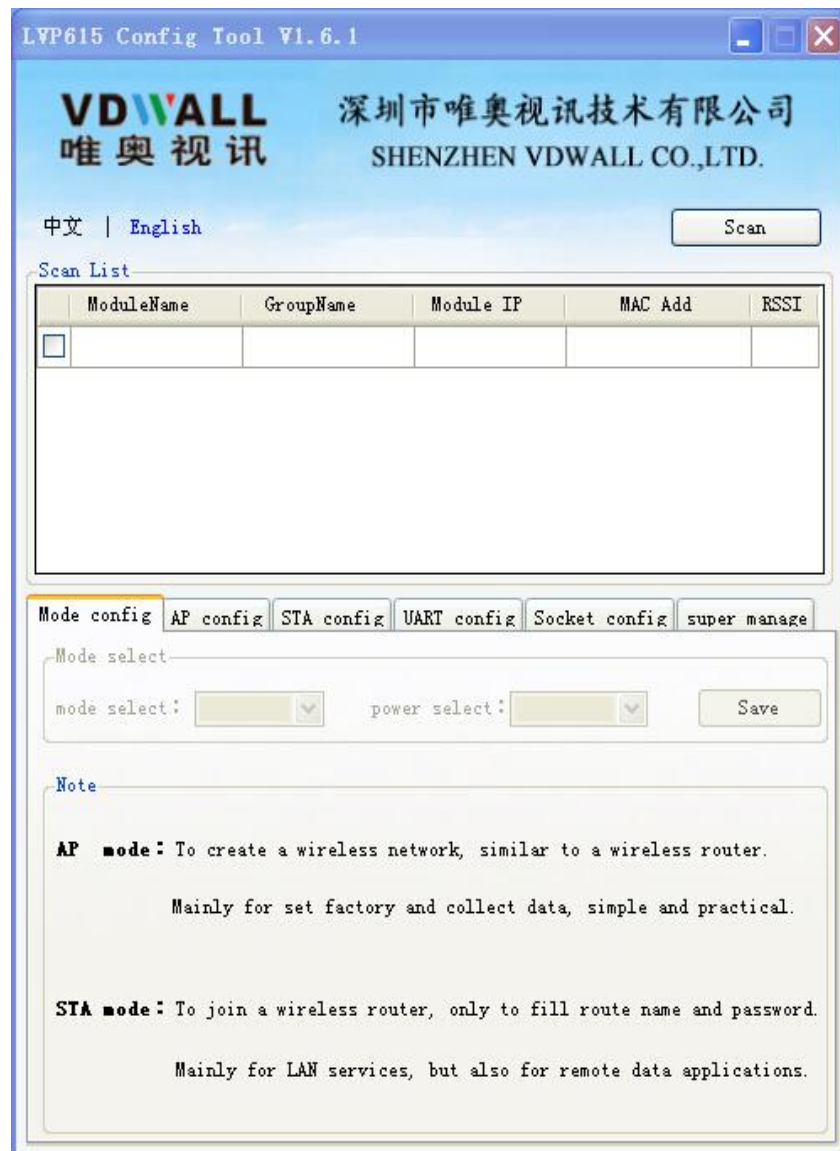 LVP615 Config Tool V1.6.1
VDWALL 深圳市唯奥视讯技术有限公司
唯奥视讯 SHENZHEN VDWALL CO.,LTD.
中文 | English Scan
Scan List
ModuleName GroupName Module IP MAC Add RSSI
Mode config AP config STA config UART config Socket config super manage
Mode select
mode select: power select: Save
Note
AP mode: To create a wireless network, similar to a wireless router.
Mainly for set factory and collect data, simple and practical.
STA mode: To join a wireless router, only to fill route name and password.
Mainly for LAN services, but also for remote data applications.